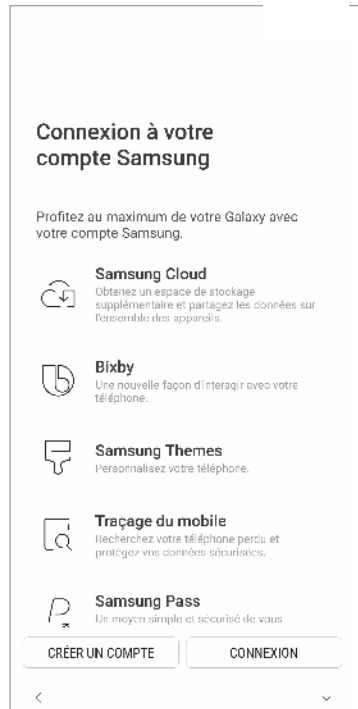 Connexion à votre
compte Samsung
Profitez au maximum de votre Galaxy avec
votre compte Samsung.
Samsung Cloud
Obtenez un espace de stockage
supplémentaire et partagez les données sur
l'ensemble des appareils.
Bixby
Une nouvelle façon d'interagir avec votre
téléphone.
Samsung Themes
Personnalisez votre téléphone.
Traçage du mobile
Recherchez votre téléphone perdu et
protégez vos données sécurisées.
Samsung Pass
Un moyen simple et sécurisé de vous
CRÉER UN COMPTE
CONNEXION